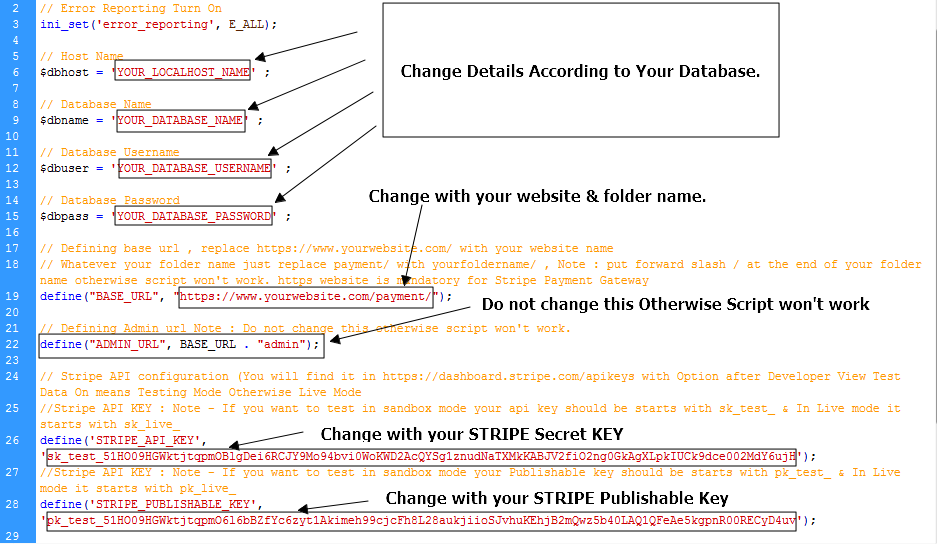 2 // Error Reporting Turn On
3 ini_set('error_reporting', E_ALL);
4
5 // Host Name
6 $dbhost = 'YOUR_LOCALHOST_NAME' ;
7
8 // Database Name
9 $dbname = 'YOUR_DATABASE_NAME' ;
10
11 // Database Username
12 $dbuser = 'YOUR_DATABASE_USERNAME' ;
13
14 // Database Password
15 $dbpass = 'YOUR_DATABASE_PASSWORD' ;
Change Details According to Your Database.
16
Change with your website & folder name.
17 // Defining base url , replace https://www.yourwebsite.com/ with your website name
18 // Whatever your folder name just replace payment/ with yourfoldername/ , Note : put forward slash / at the end of your folder
name otherwise script won't work. https website is mandatory for Stripe Payment Gateway
19 define("BASE_URL", "https://www.yourwebsite.com/payment/");
20
Do not change this Otherwise Script won't work
21 // Defining Admin url Note : Do not change this otherwise script won't work.
22 define("ADMIN_URL", BASE_URL . "admin");
23
24 // Stripe API configuration (You will find it in https://dashboard.stripe.com/apikeys with Option after Developer View Test
Data On means Testing Mode Otherwise Live Mode
25 //Stripe API KEY : Note - If you want to test in sandbox mode your api key should be starts with sk_test_ & In Live mode it
starts with sk_live_
26 define('STRIPE_API_KEY',
Change with your STRIPE Secret KEY
'sk_test_51HO09HGWktjtqpmOBlgDei6RCJY9Mo94bvi0WoKWD2AcQYSg1znudNaTXMkKABJV2fiO2ng0GkAgXLpkIUCk9dce002MdY6ujH');
27 //Stripe API KEY : Note - If you want to test in sandbox mode your Publishable key should be starts with pk_test_ & In Live
mode it starts with pk_live_
28 define('STRIPE_PUBLISHABLE_KEY',
Change with your STRIPE Publishable Key
'pk_test_51HO09HGWktjtqpmO6l6bBZfYc6zyt1Akimeh99cjcFh8L28aukjiioSJvhuKEhjB2mQwz5b40LAQ1QFeAe5kgpnR00RECyD4uv');
29